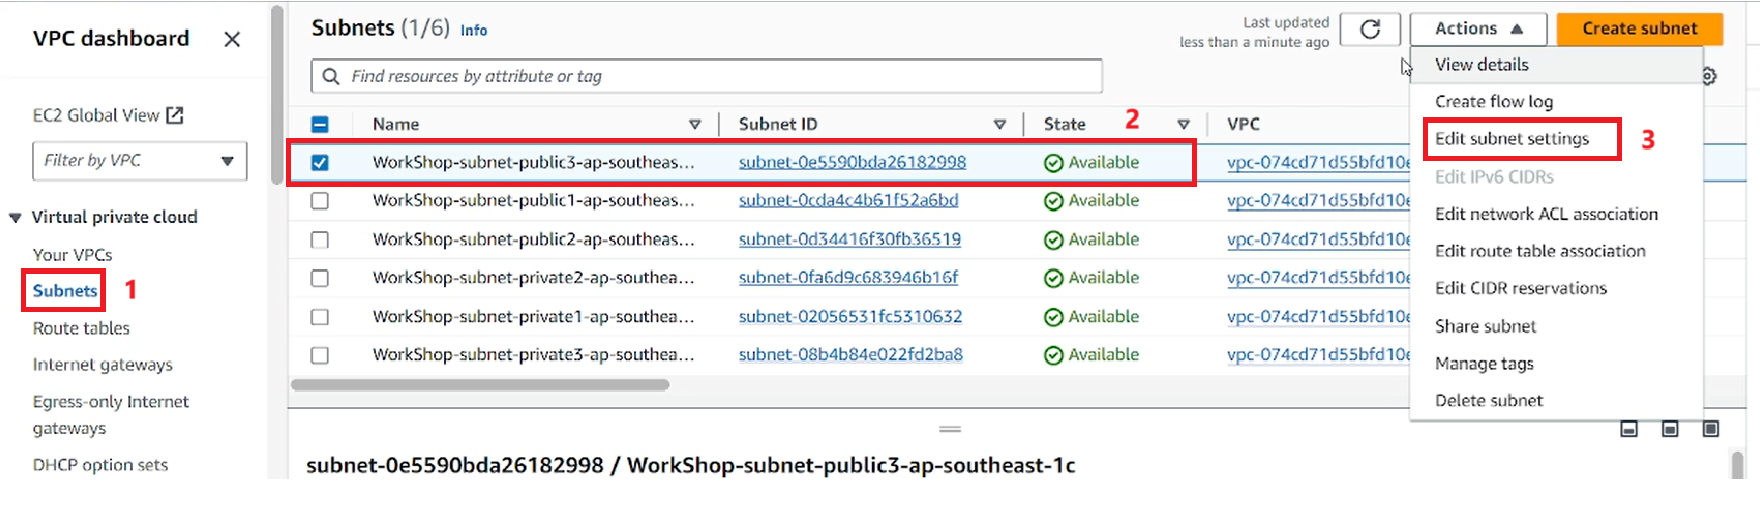 VPC dashboard
EC2 Global View
Filter by VPC
Virtual private cloud
Your VPCs
Subnets 1
Route tables
Internet gateways
Egress-only Internet
gateways
DHCP option sets
Subnets (1/6) Info
Last updated
less than a minute ago
Actions
Create subnet
Find resources by attribute or tag
Name Subnet ID State 2 VPC
WorkShop-subnet-public3-ap-southeas... subnet-0e5590bda26182998 Available vpc-074cd71d55bfd10e
WorkShop-subnet-public1-ap-southeas... subnet-0cda4c4b61f52a6bd Available vpc-074cd71d55bfd10e
WorkShop-subnet-public2-ap-southeas... subnet-0d34416f30fb36519 Available vpc-074cd71d55bfd10e
WorkShop-subnet-private2-ap-southea... subnet-0fa6d9c683946b16f Available vpc-074cd71d55bfd10e
WorkShop-subnet-private1-ap-southea... subnet-02056531fc5310632 Available vpc-074cd71d55bfd10e
WorkShop-subnet-private3-ap-southea... subnet-08b4b84e022fd2ba8 Available vpc-074cd71d55bfd10e
View details
Create flow log
Edit subnet settings 3
Edit IPv6 CIDRs
Edit network ACL association
Edit route table association
Edit CIDR reservations
Share subnet
Manage tags
Delete subnet
subnet-0e5590bda26182998 / WorkShop-subnet-public3-ap-southeast-1c